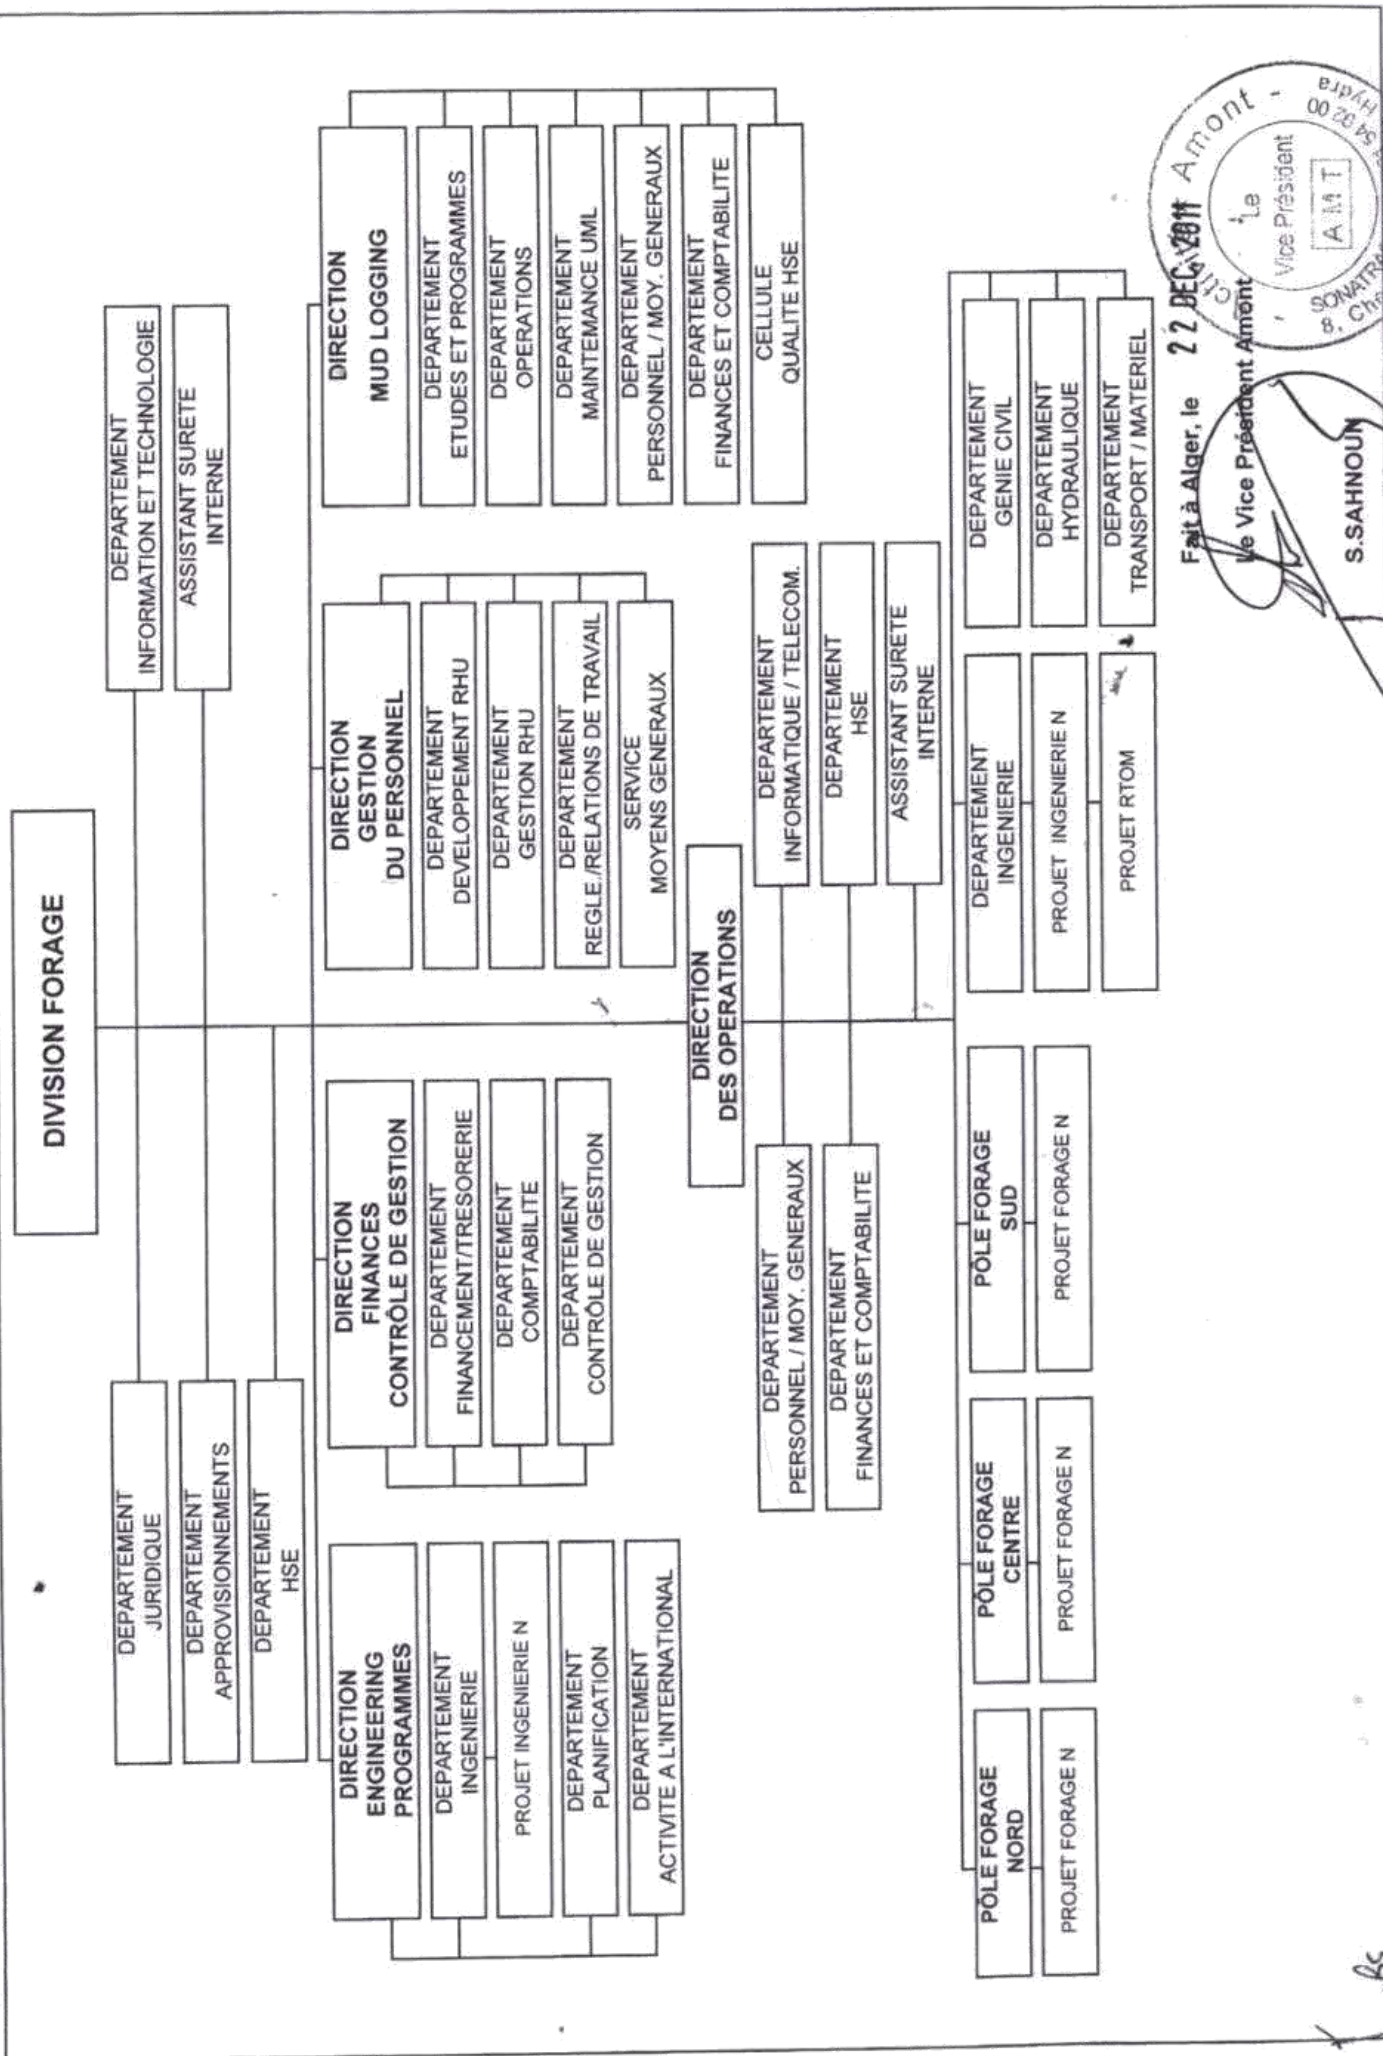 DIVISION FORAGE
DEPARTEMENT
JURIDIQUE
DEPARTEMENT
INFORMATION ET TECHNOLOGIE
DEPARTEMENT
APPROVISIONNEMENTS
ASSISTANT SURETE
INTERNE
DEPARTEMENT
HSE
DIRECTION
ENGINEERING
PROGRAMMES
DEPARTEMENT
INGENIERIE
PROJET INGENIERIE N
DEPARTEMENT
PLANIFICATION
DEPARTEMENT
ACTIVITE A L'INTERNATIONAL
DIRECTION
FINANCES
CONTRÔLE DE GESTION
DEPARTEMENT
FINANCEMENT/TRESORERIE
DEPARTEMENT
COMPTABILITE
DEPARTEMENT
CONTRÔLE DE GESTION
DIRECTION
GESTION
DU PERSONNEL
DEPARTEMENT
DEVELOPPEMENT RHU
DEPARTEMENT
GESTION RHU
DEPARTEMENT
REGLE./RELATIONS DE TRAVAIL
SERVICE
MOYENS GENERAUX
DIRECTION
MUD LOGGING
DEPARTEMENT
ETUDES ET PROGRAMMES
DEPARTEMENT
OPERATIONS
DEPARTEMENT
MAINTEMANCE UML
DEPARTEMENT
PERSONNEL / MOY. GENERAUX
DEPARTEMENT
FINANCES ET COMPTABILITE
CELLULE
QUALITE HSE
DIRECTION
DES OPERATIONS
DEPARTEMENT
PERSONNEL / MOY. GENERAUX
DEPARTEMENT
INFORMATIQUE / TELECOM.
DEPARTEMENT
FINANCES ET COMPTABILITE
DEPARTEMENT
HSE
ASSISTANT SURETE
INTERNE
PÔLE FORAGE
NORD
PROJET FORAGE N
PÔLE FORAGE
CENTRE
PROJET FORAGE N
PÔLE FORAGE
SUD
PROJET FORAGE N
DEPARTEMENT
INGENIERIE
PROJET INGENIERIE N
PROJET RTOM
DEPARTEMENT
GENIE CIVIL
DEPARTEMENT
HYDRAULIQUE
DEPARTEMENT
TRANSPORT / MATERIEL
Fait à Alger, le 22 DEC 2011
Le Vice Président Amont
S.SAHNOUN
Amont
Le
Vice Président
AMT
Hydra